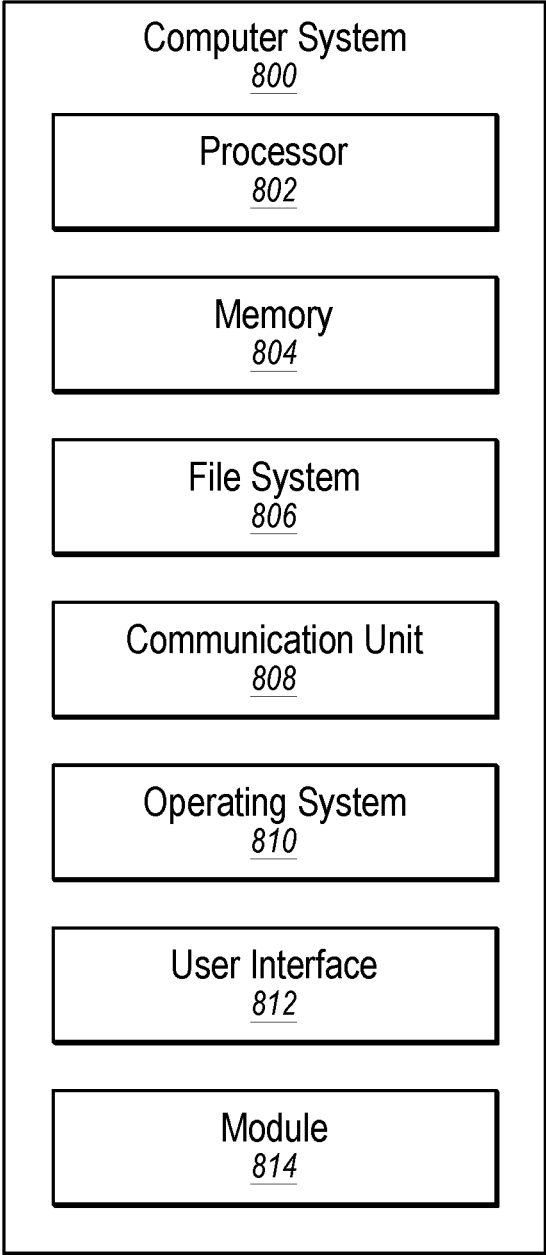 Computer System
800
Processor
802
Memory
804
File System
806
Communication Unit
808
Operating System
810
User Interface
812
Module
814